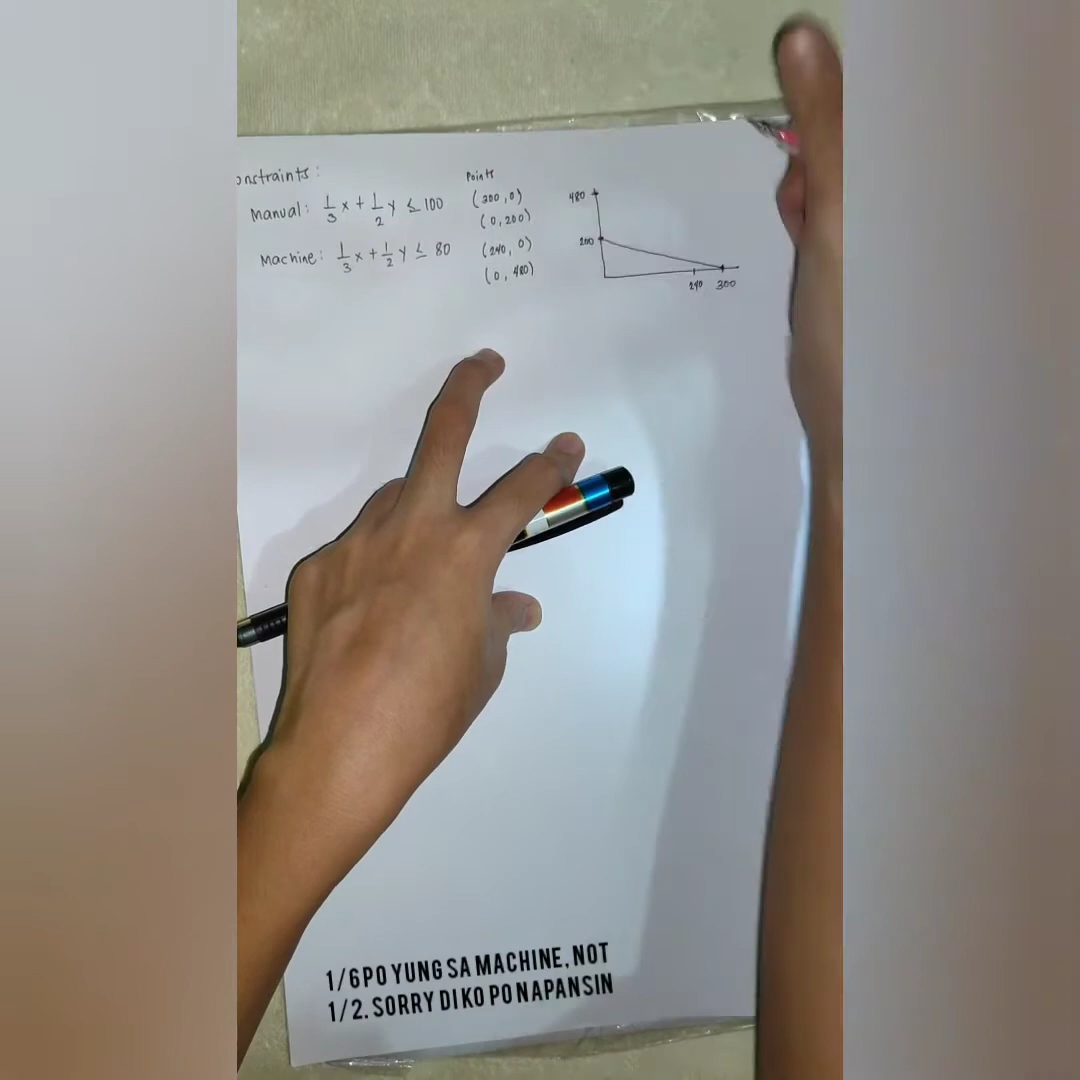 onstraints:
Manual: 1/3 x + 1/2 y ≤ 100
Machine: 1/3 x + 1/2 y ≤ 80
Points
(300, 0)
(0, 200)
(240, 0)
(0, 480)
480
200
240 300
1/6 PO YUNG SA MACHINE, NOT
1/2. SORRY DI KO PO NAPANSIN